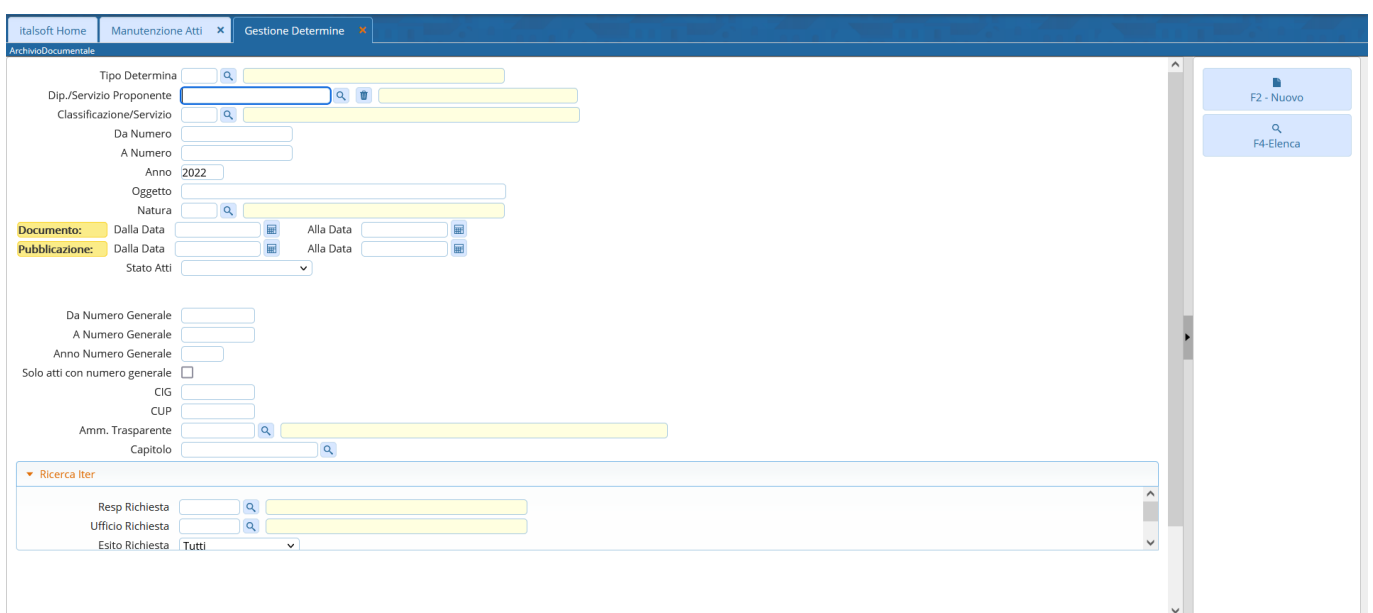 italsoft Home Manutenzione Atti × Gestione Determine ×
ArchivioDocumentale
Tipo Determina
Dip./Servizio Proponente
F2 - Nuovo
Classificazione/Servizio
Da Numero
A Numero
F4-Elenca
Anno 2022
Oggetto
Natura
Documento: Dalla Data Alla Data
Pubblicazione: Dalla Data Alla Data
Stato Atti
Da Numero Generale
A Numero Generale
Anno Numero Generale
Solo atti con numero generale
CIG
CUP
Amm. Trasparente
Capitolo
Ricerca Iter
Resp Richiesta
Ufficio Richiesta
Esito Richiesta Tutti